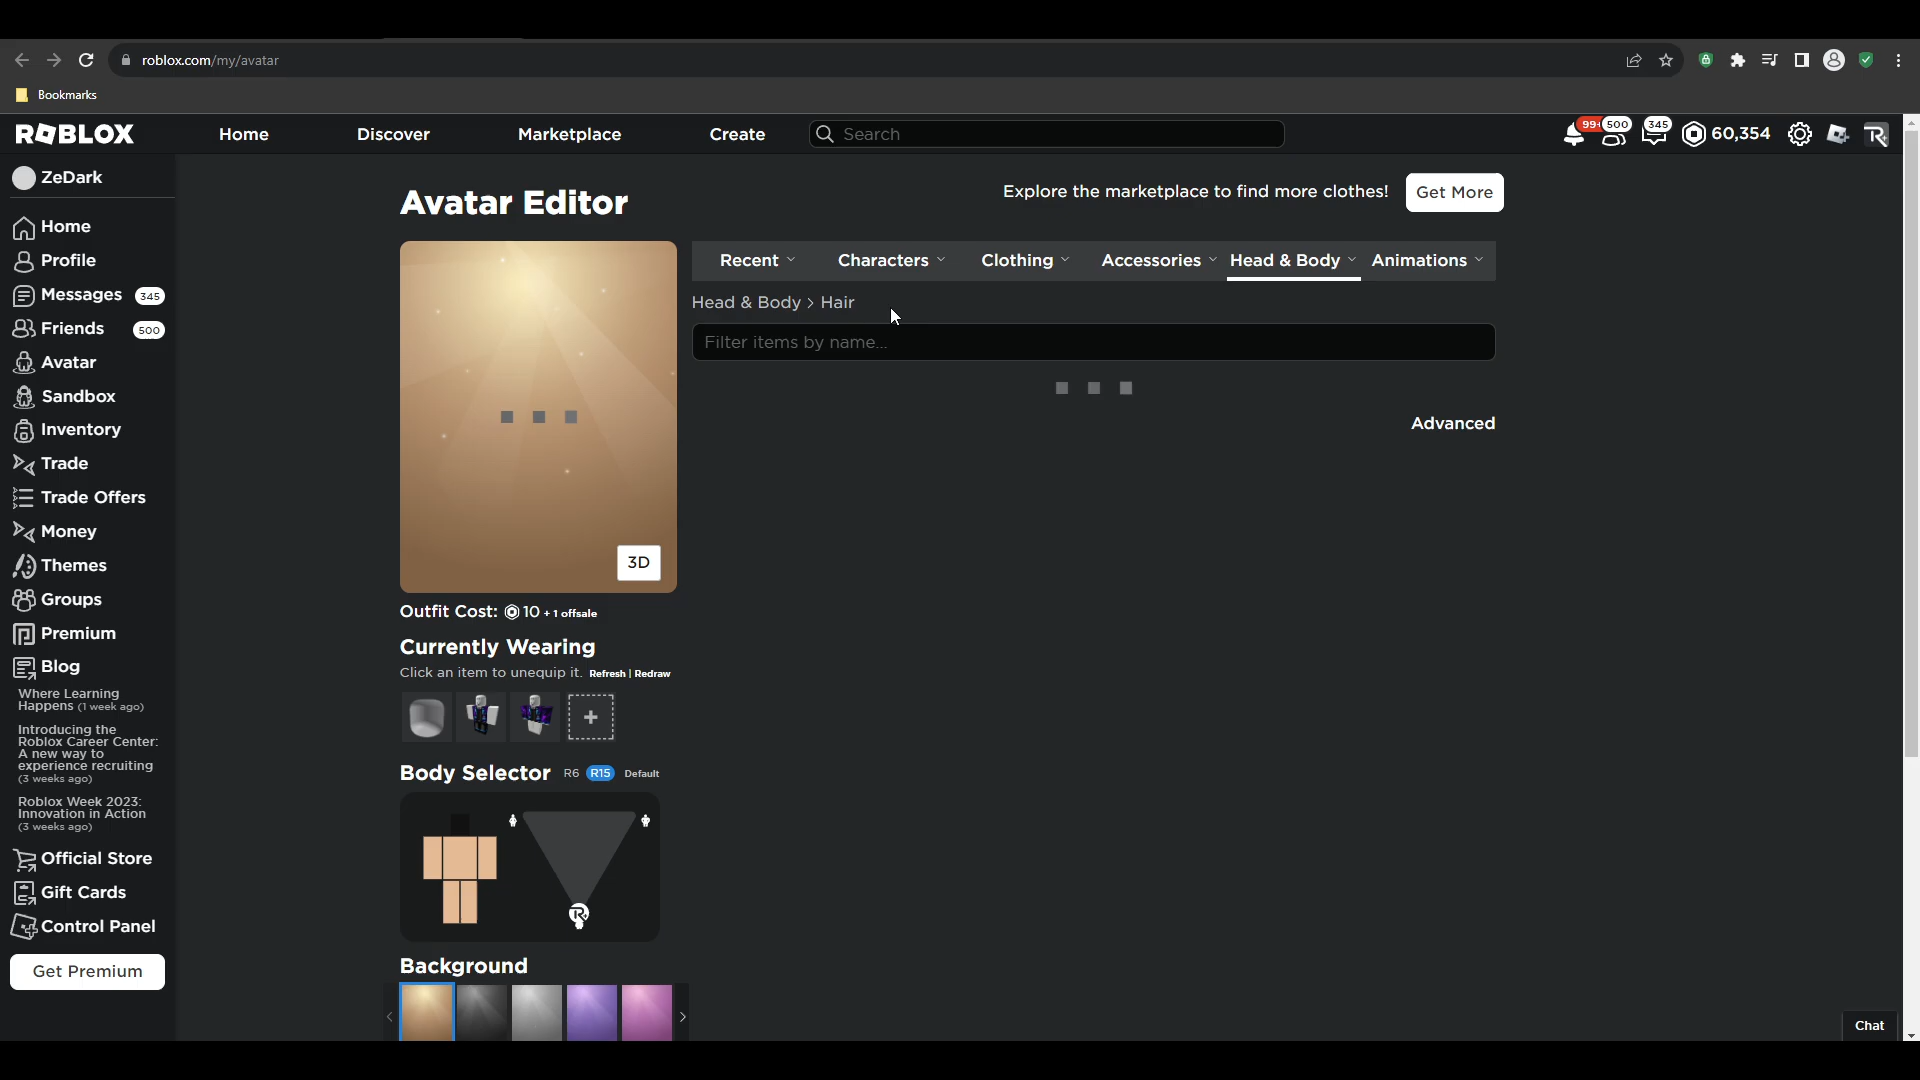 roblox.com/my/avatar
Bookmarks
ROBLOX
Home
Discover
Marketplace
Create
Search
99+
500
345
60,354
ZeDark
Home
Profile
Messages 345
Friends 500
Avatar
Sandbox
Inventory
Trade
Trade Offers
Money
Themes
Groups
Premium
Blog
Where Learning
Happens (1 week ago)
Introducing the
Roblox Career Center:
A new way to
experience recruiting
(3 weeks ago)
Roblox Week 2023:
Innovation in Action
(3 weeks ago)
Official Store
Gift Cards
Control Panel
Get Premium
Avatar Editor
Explore the marketplace to find more clothes!
Get More
Recent
Characters
Clothing
Accessories
Head & Body
Animations
Head & Body > Hair
Filter items by name...
Advanced
3D
Outfit Cost: 10 + 1 offsale
Currently Wearing
Click an item to unequip it. Refresh | Redraw
Body Selector R6 R15 Default
Background
Chat